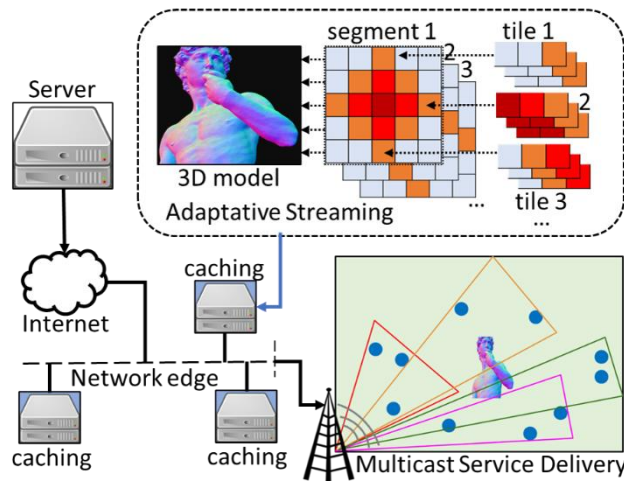 segment 1
tile 1
2
3
2
Server
3D model
tile 3
...
...
Adaptative Streaming
caching
Internet
Network edge
caching
caching
Multicast Service Delivery